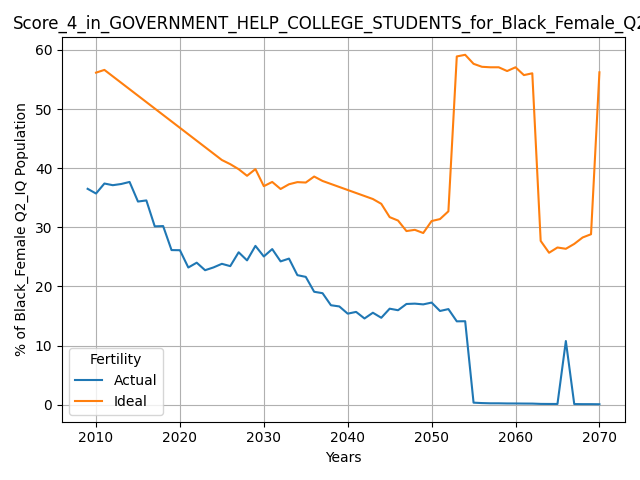 Score_4_in_GOVERNMENT_HELP_COLLEGE_STUDENTS_for_Black_Female_Q2
% of Black_Female Q2_IQ Population
60
50
40
30
20
10
0
Fertility
Actual
Ideal
2010 2020 2030 2040 2050 2060 2070
Years